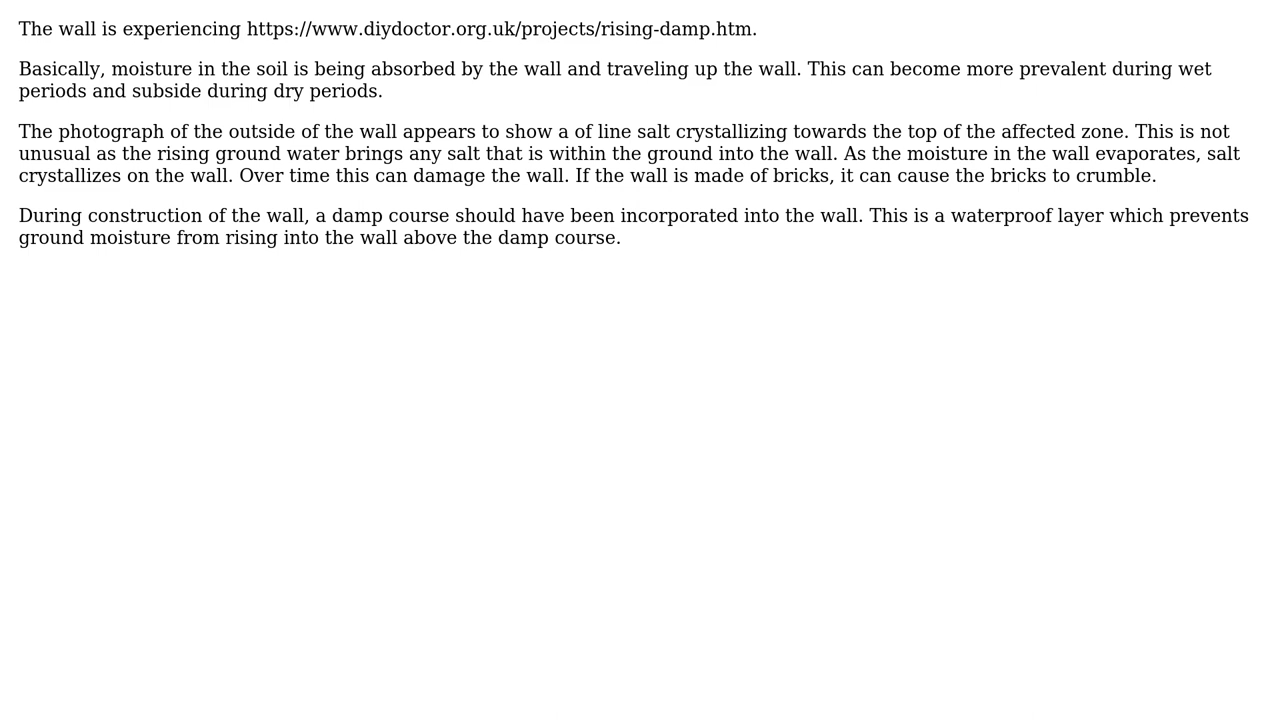 The wall is experiencing https://www.diydoctor.org.uk/projects/rising-damp.htm.
Basically, moisture in the soil is being absorbed by the wall and traveling up the wall. This can become more prevalent during wet
periods and subside during dry periods.
The photograph of the outside of the wall appears to show a of line salt crystallizing towards the top of the affected zone. This is not
unusual as the rising ground water brings any salt that is within the ground into the wall. As the moisture in the wall evaporates, salt
crystallizes on the wall. Over time this can damage the wall. If the wall is made of bricks, it can cause the bricks to crumble.
During construction of the wall, a damp course should have been incorporated into the wall. This is a waterproof layer which prevents
ground moisture from rising into the wall above the damp course.